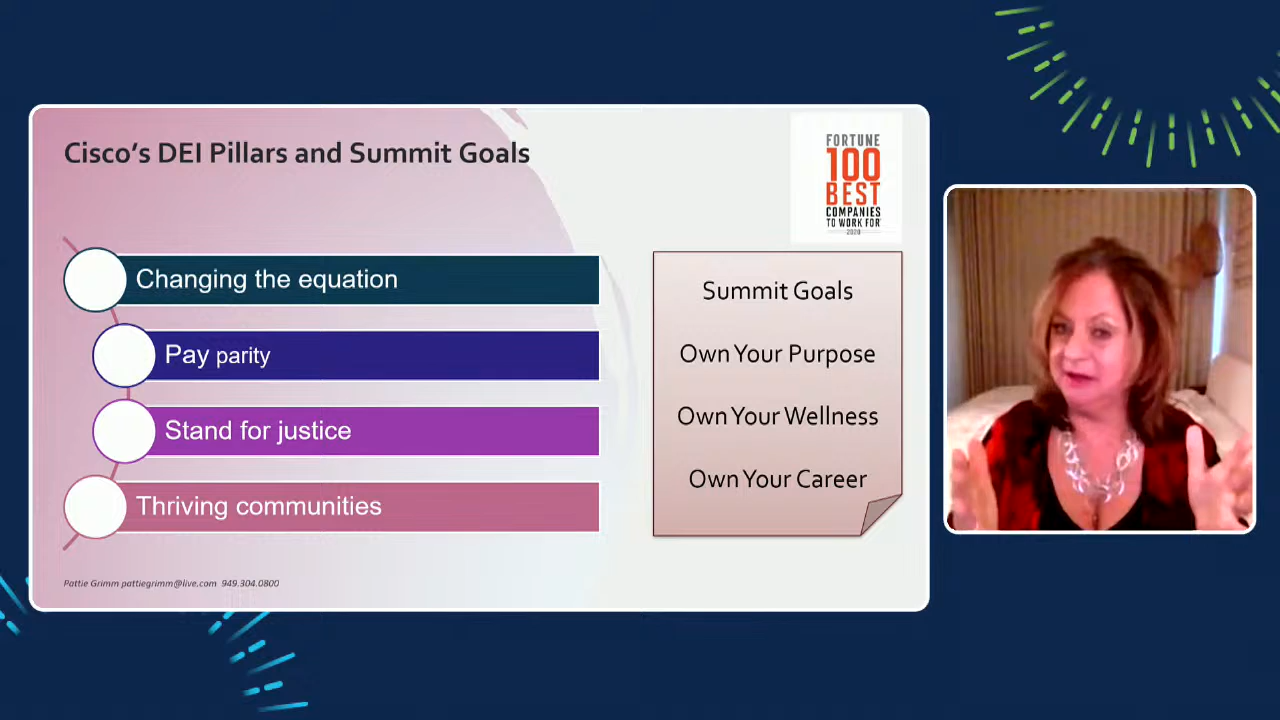 Cisco's DEI Pillars and Summit Goals
FORTUNE
100
BEST
COMPANIES
TO WORK FOR
2020
Changing the equation
Pay parity
Stand for justice
Thriving communities
Summit Goals
Own Your Purpose
Own Your Wellness
Own Your Career
Pattie Grimm pattiegrimm@live.com 949.304.0800